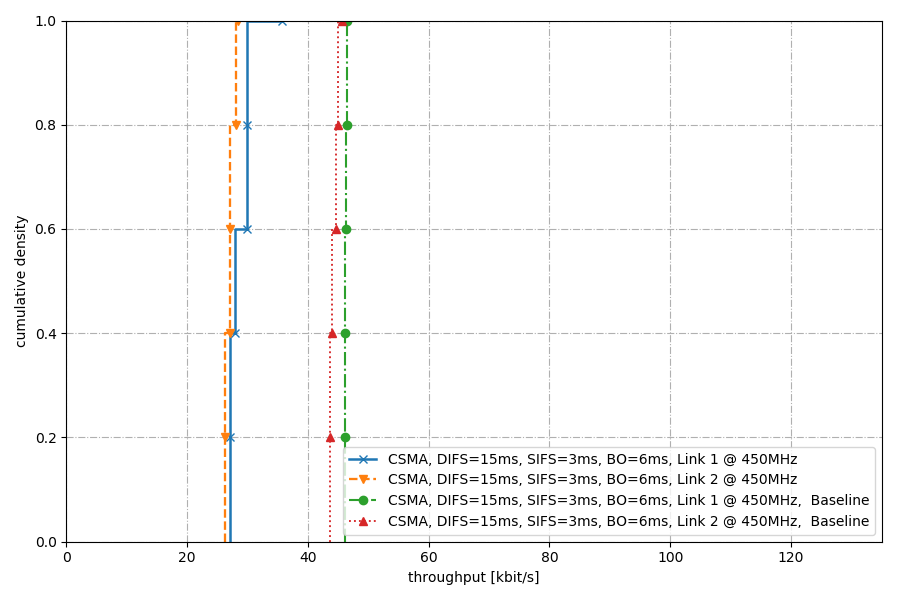 1.0
0.8
0.6
0.4
0.2
0.0
cumulative density
CSMA, DIFS=15ms, SIFS=3ms, BO=6ms, Link 1 @ 450MHz
CSMA, DIFS=15ms, SIFS=3ms, BO=6ms, Link 2 @ 450MHz
CSMA, DIFS=15ms, SIFS=3ms, BO=6ms, Link 1 @ 450MHz,  Baseline
CSMA, DIFS=15ms, SIFS=3ms, BO=6ms, Link 2 @ 450MHz,  Baseline
0 20 40 60 80 100 120
throughput [kbit/s]